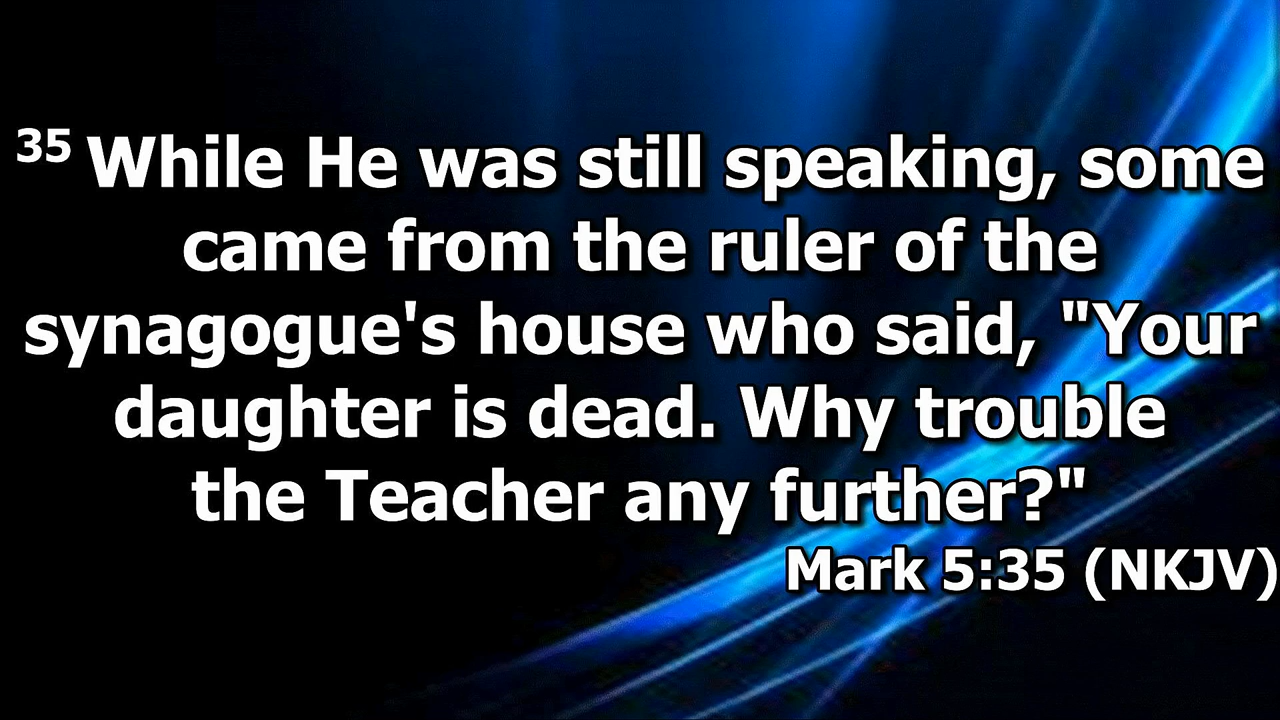 35 While He was still speaking, some
came from the ruler of the
synagogue's house who said, "Your
daughter is dead. Why trouble
the Teacher any further?"
Mark 5:35 (NKJV)